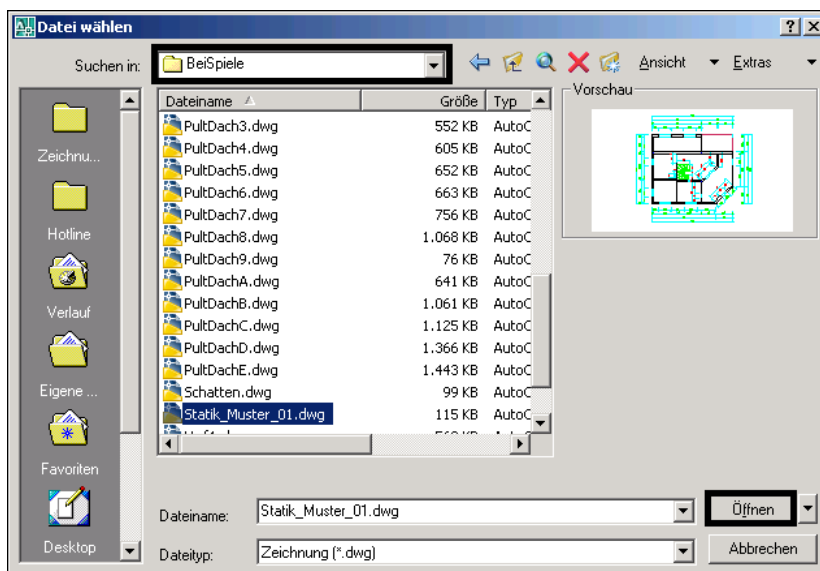 Datei wählen
Suchen in: BeiSpiele Ansicht Extras
Dateiname Größe Typ
PultDach3.dwg 552 KB AutoC
PultDach4.dwg 605 KB AutoC
PultDach5.dwg 652 KB AutoC
PultDach6.dwg 663 KB AutoC
PultDach7.dwg 756 KB AutoC
PultDach8.dwg 1.068 KB AutoC
PultDach9.dwg 76 KB AutoC
PultDachA.dwg 641 KB AutoC
PultDachB.dwg 1.061 KB AutoC
PultDachC.dwg 1.125 KB AutoC
PultDachD.dwg 1.366 KB AutoC
PultDachE.dwg 1.443 KB AutoC
Schatten.dwg 99 KB AutoC
Statik_Muster_01.dwg 115 KB AutoC
Vorschau
Zeichnu...
Hotline
Verlauf
Eigene ...
Favoriten
Desktop
Dateiname: Statik_Muster_01.dwg Öffnen
Dateityp: Zeichnung (*.dwg) Abbrechen